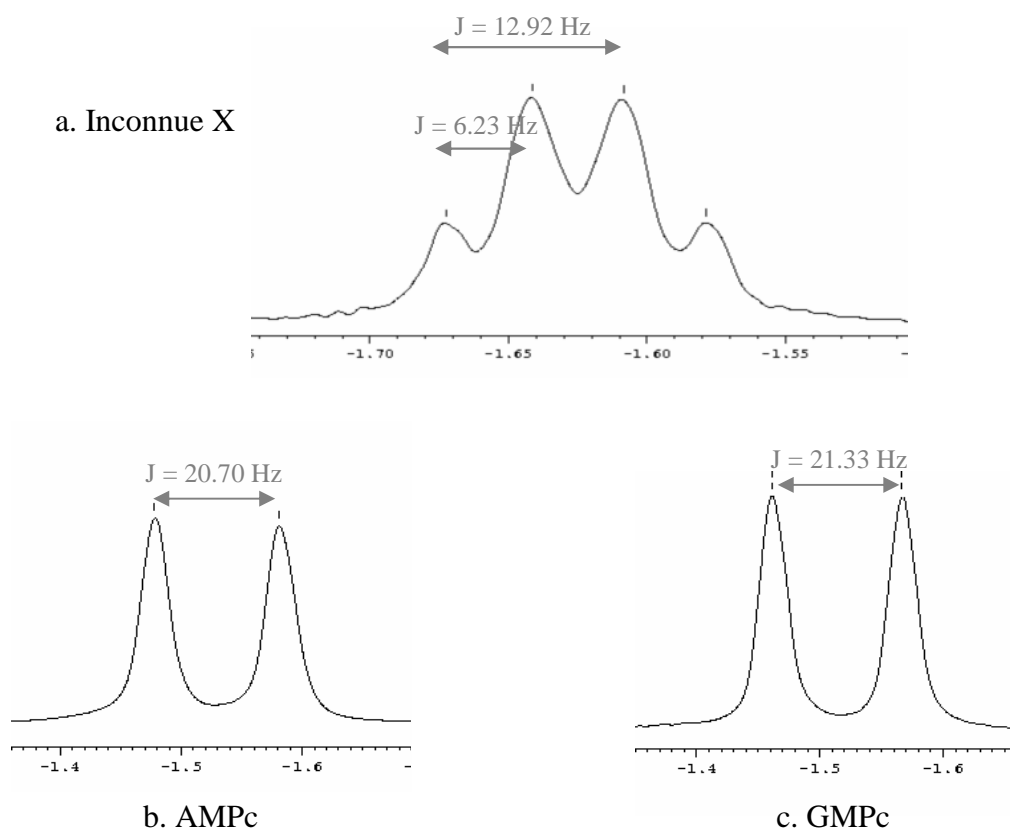 J = 12.92 Hz
a. Inconnue X
J = 6.23 Hz
-1.70 -1.65 -1.60 -1.55
J = 20.70 Hz
J = 21.33 Hz
-1.4 -1.5 -1.6
-1.4 -1.5 -1.6
b. AMPc
c. GMPc